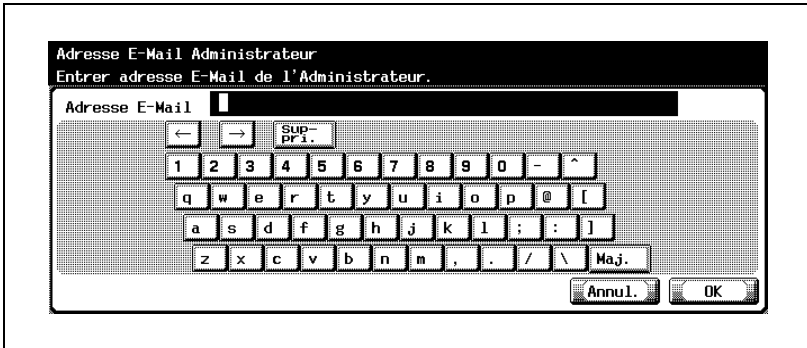 Adresse E-Mail Administrateur
Entrer adresse E-Mail de l'Administrateur.
Adresse E-Mail
← → Sup-
pri.
1 2 3 4 5 6 7 8 9 0 - ^
q w e r t y u i o p @ [
a s d f g h j k l ; : ]
z x c v b n m , . / \ Maj.
Annul. OK